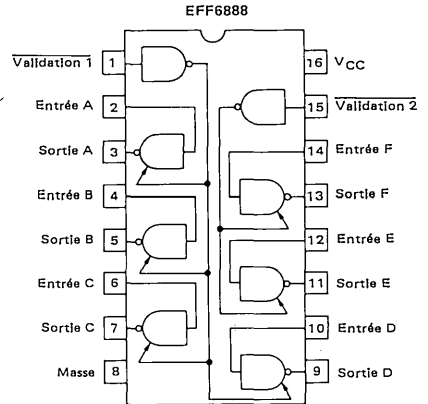 EFF6888
Validation 1
1
16
VCC
Entrée A
2
15
Validation 2
Sortie A
3
14
Entrée F
Entrée B
4
13
Sortie F
Sortie B
5
12
Entrée E
Entrée C
6
11
Sortie E
Sortie C
7
10
Entrée D
Masse
8
9
Sortie D